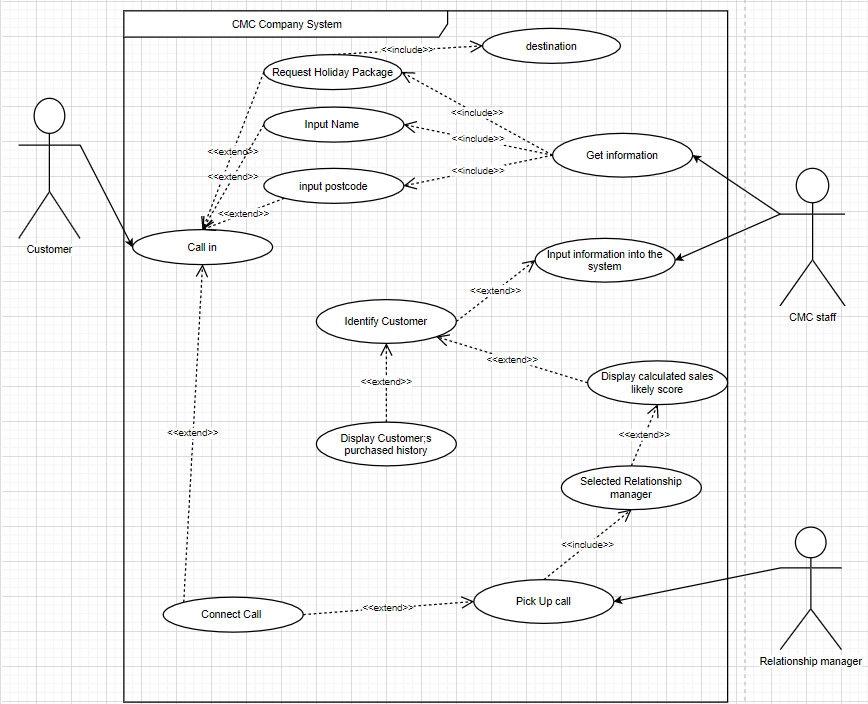 CMC Company System
<<include>>
destination
Request Holiday Package
<<include>>
Input Name
<<include>>
<<extend>>
Get information
<<include>>
<<extend>>
input postcode
<<extend>>
Customer
Call in
Input information into the
system
<<extend>>
CMC staff
Identify Customer
<<extend>>
<<extend>>
Display calculated sales
likely score
<<extend>>
<<extend>>
Display Customer;s
purchased history
Selected Relationship
manager
<<include>>
Pick Up call
<<extend>>
Connect Call
Relationship manager